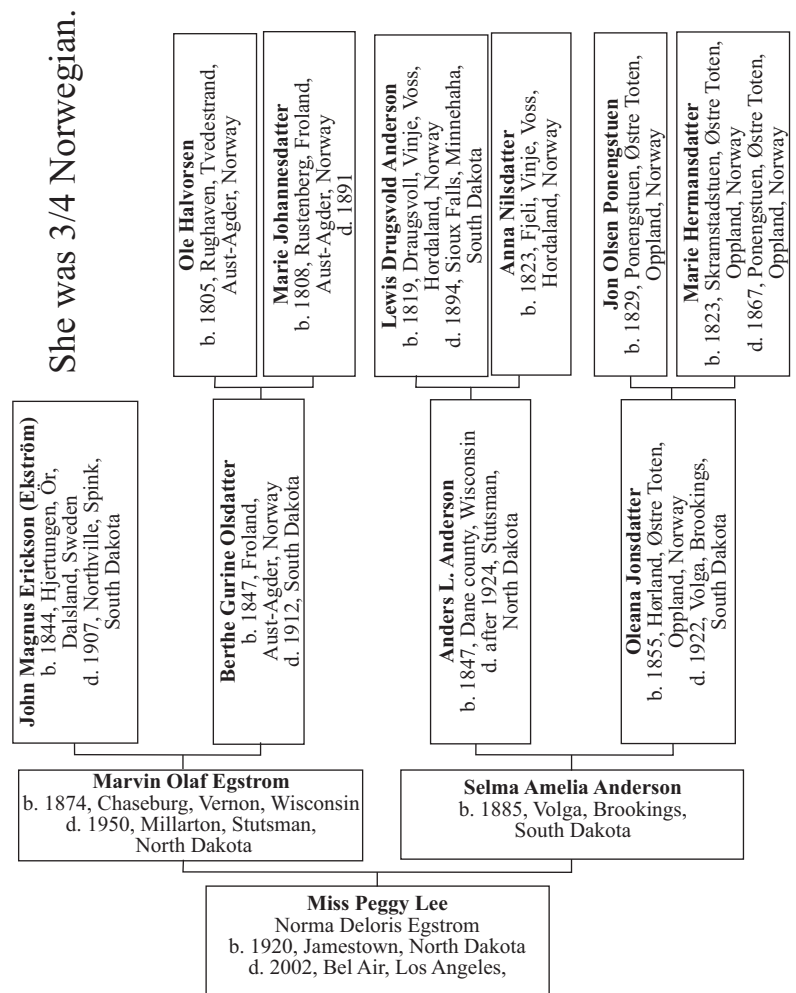 She was 3/4 Norwegian.
Ole Halvorsen
b. 1805, Rughaven, Tvedestrand,
Aust-Agder, Norway
Marie Johannesdatter
b. 1808, Rustenberg, Froland,
Aust-Agder, Norway
d. 1891
Lewis Drugsvold Anderson
b. 1819, Draugsvoll, Vinje, Voss,
Hordaland, Norway
d. 1894, Sioux Falls, Minnehaha,
South Dakota
Anna Nilsdatter
b. 1823, Fjeli, Vinje, Voss,
Hordaland, Norway
Jon Olsen Ponengstuen
b. 1829, Ponengstuen, Østre Toten,
Oppland, Norway
Marie Hermansdatter
b. 1823, Skramstadstuen, Østre Toten,
Oppland, Norway
d. 1867, Ponengstuen, Østre Toten,
Oppland, Norway
John Magnus Erickson (Ekström)
b. 1844, Hjertungen, Ör,
Dalsland, Sweden
d. 1907, Northville, Spink,
South Dakota
Berthe Gurine Olsdatter
b. 1847, Froland,
Aust-Agder, Norway
d. 1912, South Dakota
Anders L. Anderson
b. 1847, Dane county, Wisconsin
d. after 1924, Stutsman,
North Dakota
Oleana Jonsdatter
b. 1855, Hørland, Østre Toten,
Oppland, Norway
d. 1922, Volga, Brookings,
South Dakota
Marvin Olaf Egstrom
b. 1874, Chaseburg, Vernon, Wisconsin
d. 1950, Millarton, Stutsman,
North Dakota
Selma Amelia Anderson
b. 1885, Volga, Brookings,
South Dakota
Miss Peggy Lee
Norma Deloris Egstrom
b. 1920, Jamestown, North Dakota
d. 2002, Bel Air, Los Angeles,